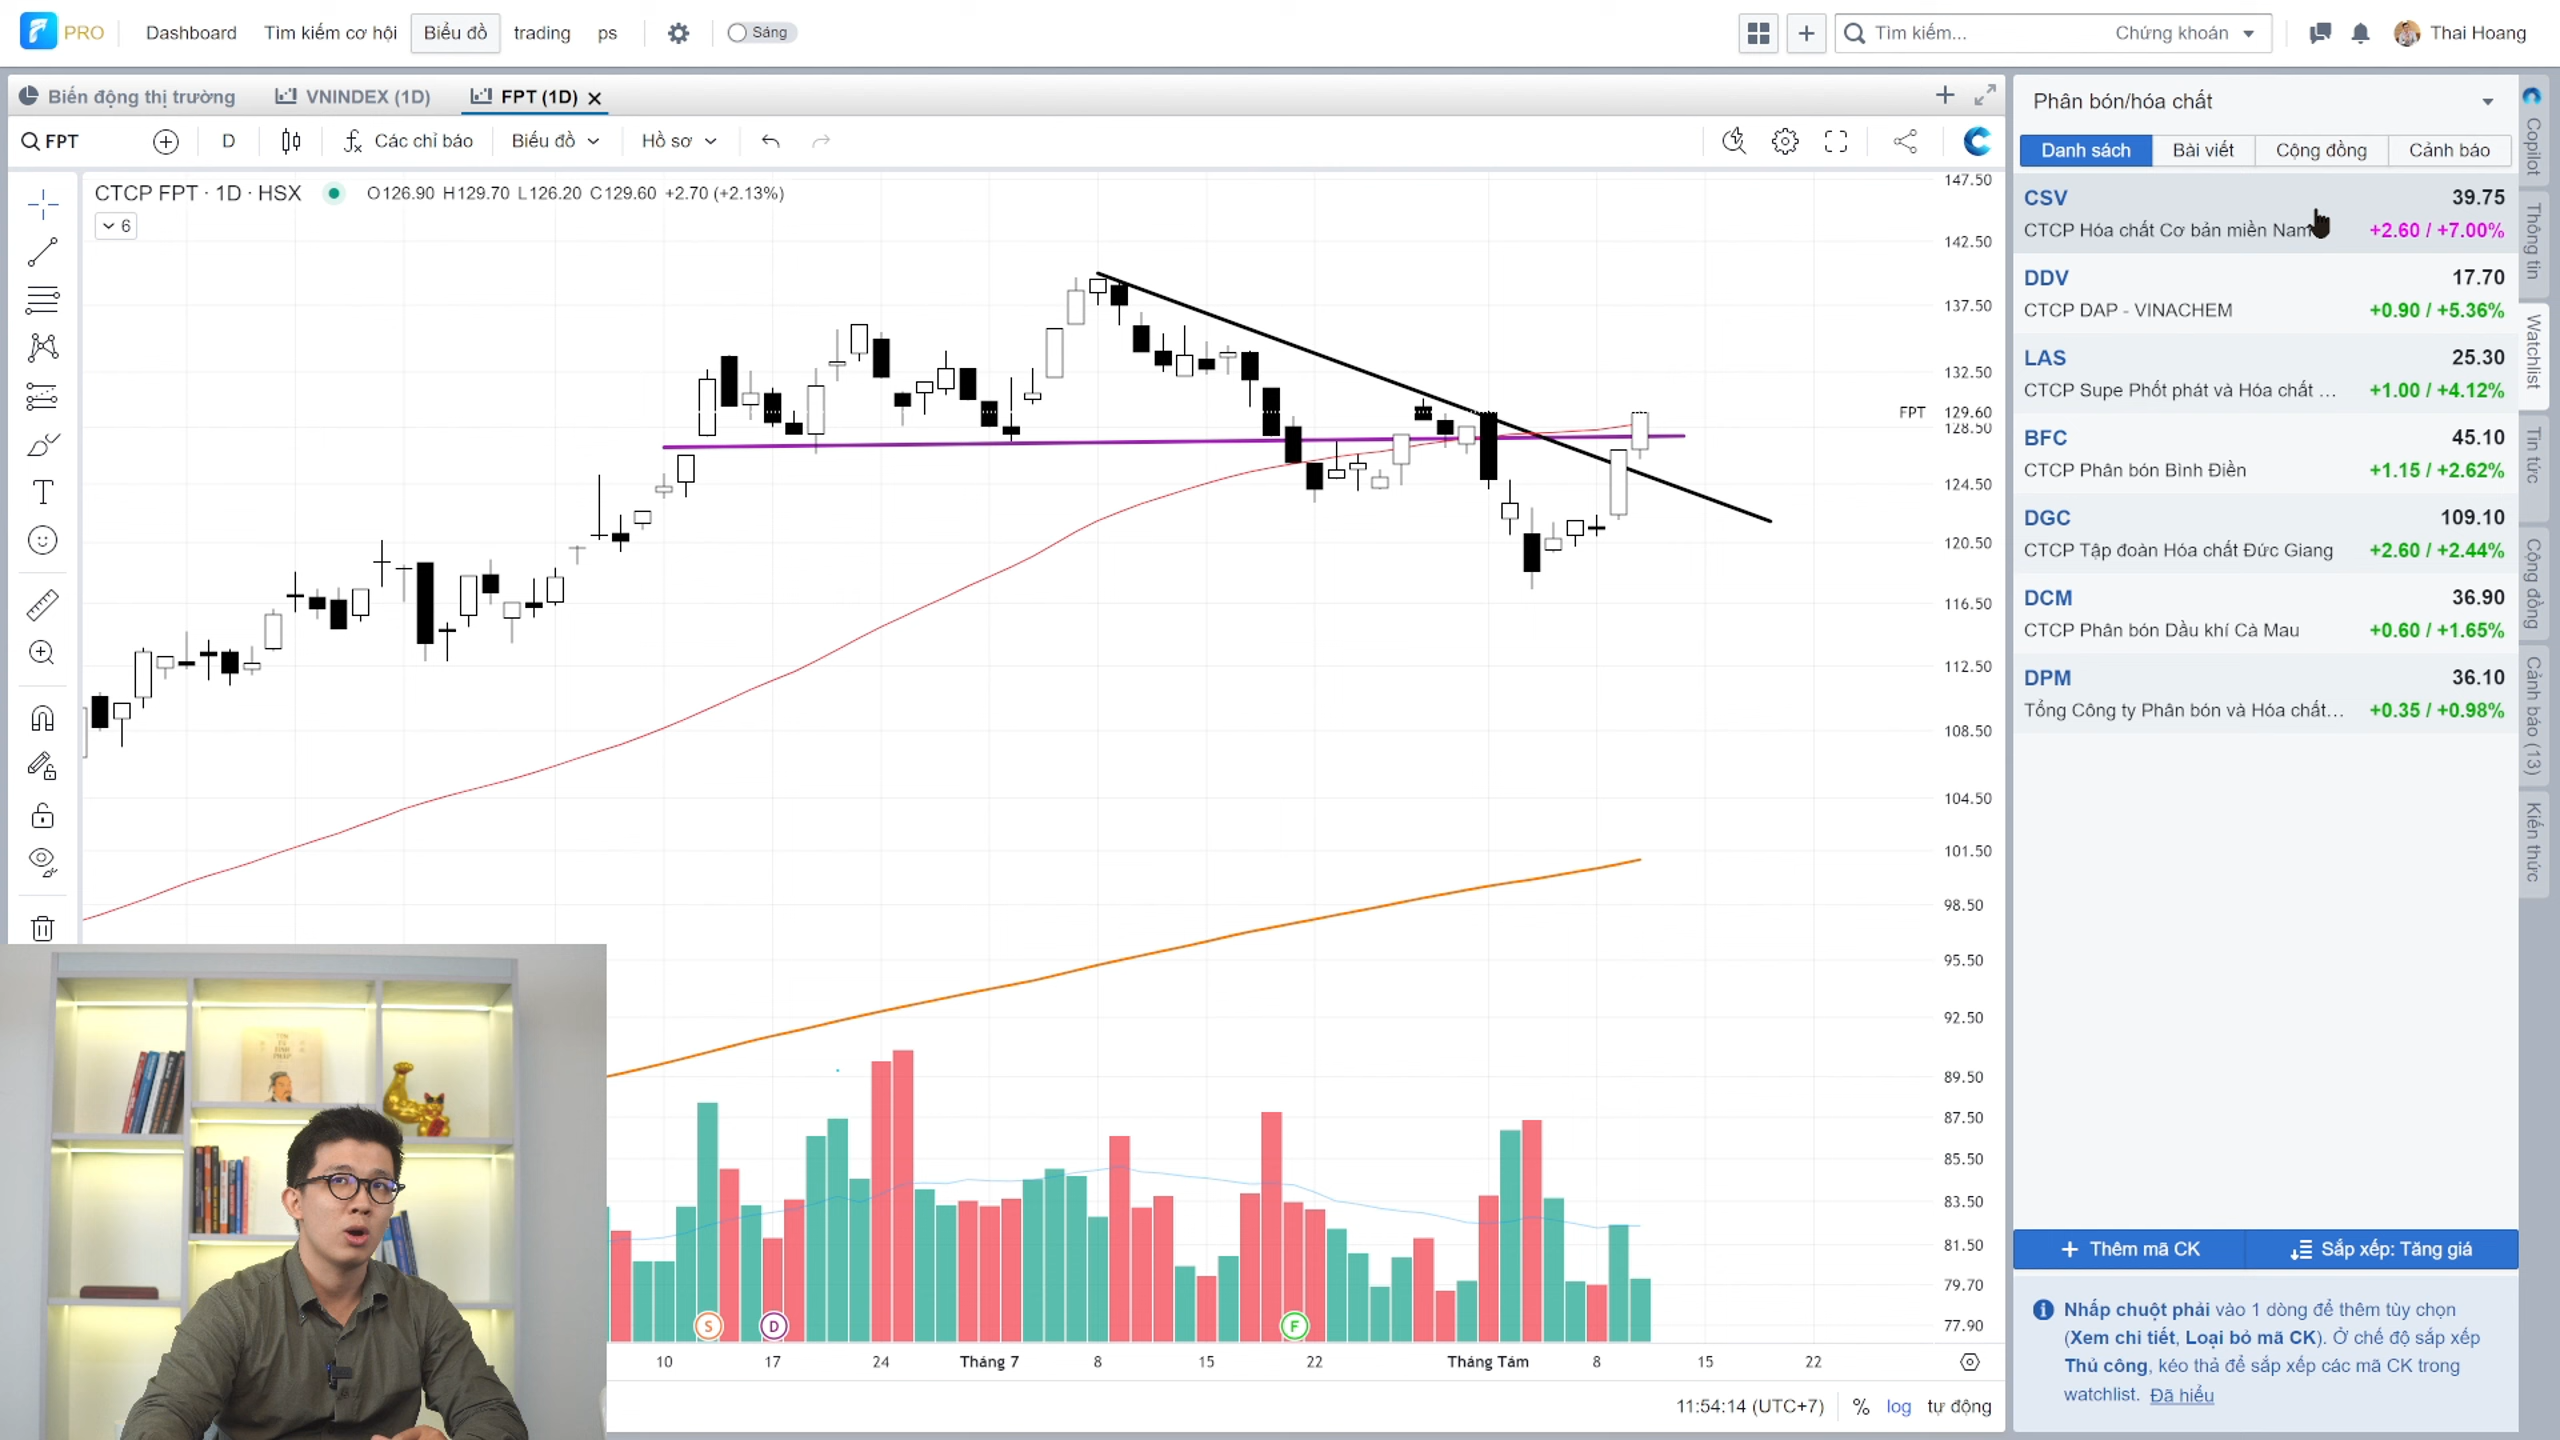 PRO
Dashboard
Tìm kiếm cơ hội
Biểu đồ
trading
ps
Sáng
Tìm kiếm...
Chứng khoán
Thai Hoang
Biến động thị trường
VNINDEX (1D)
FPT (1D)
FPT
D
Các chỉ báo
Biểu đồ
Hồ sơ
CTCP FPT · 1D · HSX
O126.90 H129.70 L126.20 C129.60 +2.70 (+2.13%)
6
147.50
142.50
137.50
132.50
FPT 129.60
128.50
124.50
120.50
116.50
112.50
108.50
104.50
101.50
98.50
95.50
92.50
89.50
87.50
85.50
83.50
81.50
79.70
77.90
S
D
F
10
17
24
Tháng 7
8
15
22
Tháng Tám
8
15
22
11:54:14 (UTC+7)
%
log
tự động
Phân bón/hóa chất
Danh sách
Bài viết
Cộng đồng
Cảnh báo
CSV 39.75
CTCP Hóa chất Cơ bản miền Nam +2.60 / +7.00%
DDV 17.70
CTCP DAP - VINACHEM +0.90 / +5.36%
LAS 25.30
CTCP Supe Phốt phát và Hóa chất ... +1.00 / +4.12%
BFC 45.10
CTCP Phân bón Bình Điền +1.15 / +2.62%
DGC 109.10
CTCP Tập đoàn Hóa chất Đức Giang +2.60 / +2.44%
DCM 36.90
CTCP Phân bón Dầu khí Cà Mau +0.60 / +1.65%
DPM 36.10
Tổng Công ty Phân bón và Hóa chất... +0.35 / +0.98%
Thêm mã CK
Sắp xếp: Tăng giá
Nhấp chuột phải vào 1 dòng để thêm tùy chọn
(Xem chi tiết, Loại bỏ mã CK). Ở chế độ sắp xếp
Thủ công, kéo thả để sắp xếp các mã CK trong
watchlist. Đã hiểu
Copilot
Thông tin
Watchlist
Tin tức
Cộng đồng
Cảnh báo (13)
Kiến thức